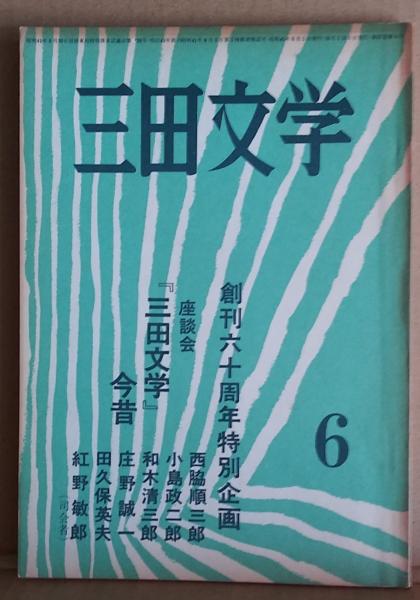 三田文学
創刊六十周年特別企画
座談会
『三田文学』
今昔
西脇順三郎
小島政二郎
和木清三郎
庄野誠一
田久保英夫
紅野敏郎
(司会者)
6